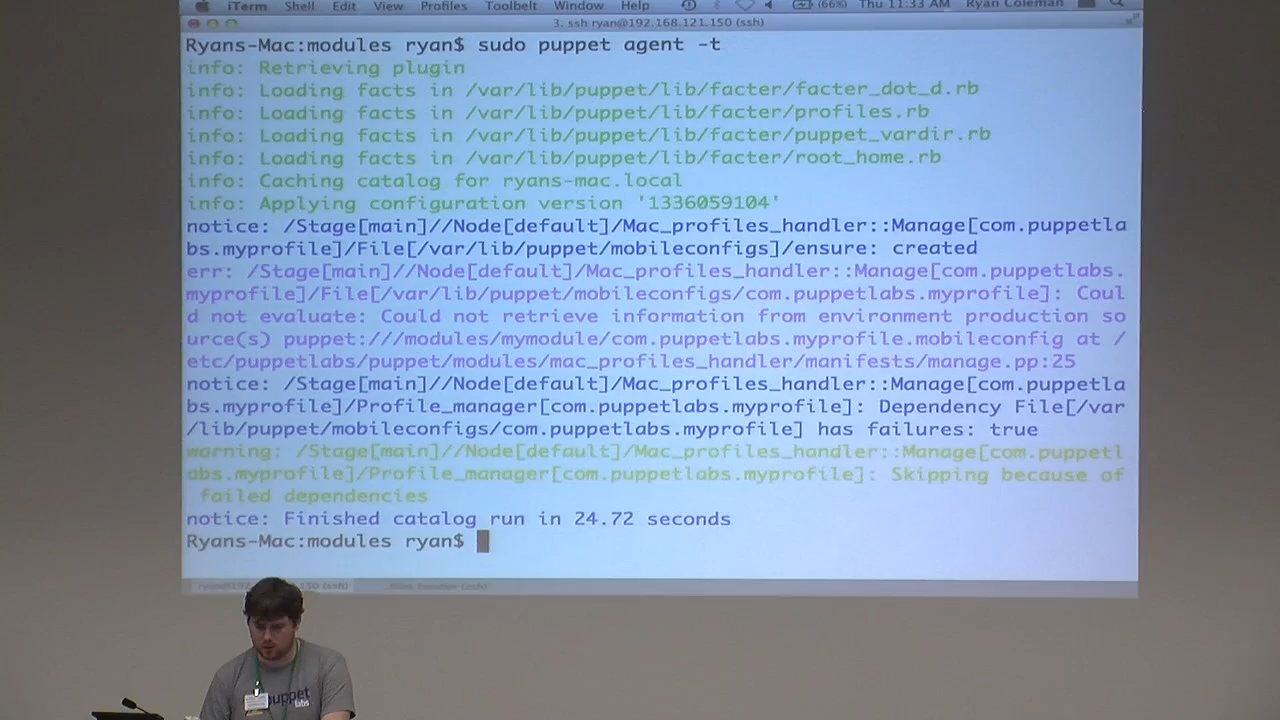 iTerm Shell Edit View Profiles Toolbelt Window Help (66%) Thu 11:33 AM Ryan Coleman
3. ssh ryan@192.168.121.150 (ssh)
Ryans-Mac:modules ryan$ sudo puppet agent -t
info: Retrieving plugin
info: Loading facts in /var/lib/puppet/lib/facter/facter_dot_d.rb
info: Loading facts in /var/lib/puppet/lib/facter/profiles.rb
info: Loading facts in /var/lib/puppet/lib/facter/puppet_vardir.rb
info: Loading facts in /var/lib/puppet/lib/facter/root_home.rb
info: Caching catalog for ryans-mac.local
info: Applying configuration version '1336059104'
notice: /Stage[main]//Node[default]/Mac_profiles_handler::Manage[com.puppetla
bs.myprofile]/File[/var/lib/puppet/mobileconfigs]/ensure: created
err: /Stage[main]//Node[default]/Mac_profiles_handler::Manage[com.puppetlabs.
myprofile]/File[/var/lib/puppet/mobileconfigs/com.puppetlabs.myprofile]: Coul
d not evaluate: Could not retrieve information from environment production so
urce(s) puppet:///modules/mymodule/com.puppetlabs.myprofile.mobileconfig at /
etc/puppetlabs/puppet/modules/mac_profiles_handler/manifests/manage.pp:25
notice: /Stage[main]//Node[default]/Mac_profiles_handler::Manage[com.puppetla
bs.myprofile]/Profile_manager[com.puppetlabs.myprofile]: Dependency File[/var
/lib/puppet/mobileconfigs/com.puppetlabs.myprofile] has failures: true
warning: /Stage[main]//Node[default]/Mac_profiles_handler::Manage[com.puppetl
abs.myprofile]/Profile_manager[com.puppetlabs.myprofile]: Skipping because of
failed dependencies
notice: Finished catalog run in 24.72 seconds
Ryans-Mac:modules ryan$
puppet
labs